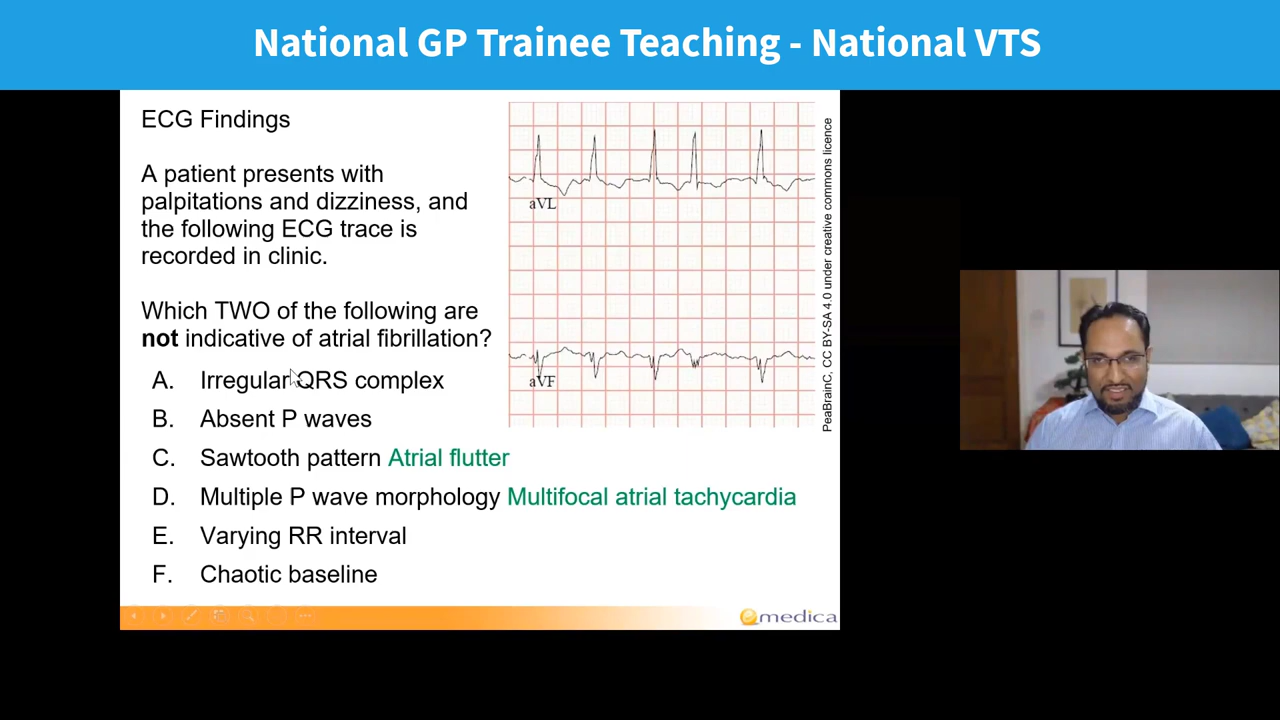 National GP Trainee Teaching - National VTS
ECG Findings
A patient presents with
palpitations and dizziness, and
the following ECG trace is
recorded in clinic.
Which TWO of the following are
not indicative of atrial fibrillation?
A. Irregular QRS complex
B. Absent P waves
C. Sawtooth pattern Atrial flutter
D. Multiple P wave morphology Multifocal atrial tachycardia
E. Varying RR interval
F. Chaotic baseline
aVL
aVF
PeaBrainC, CC BY-SA 4.0 under creative commons licence
emedica